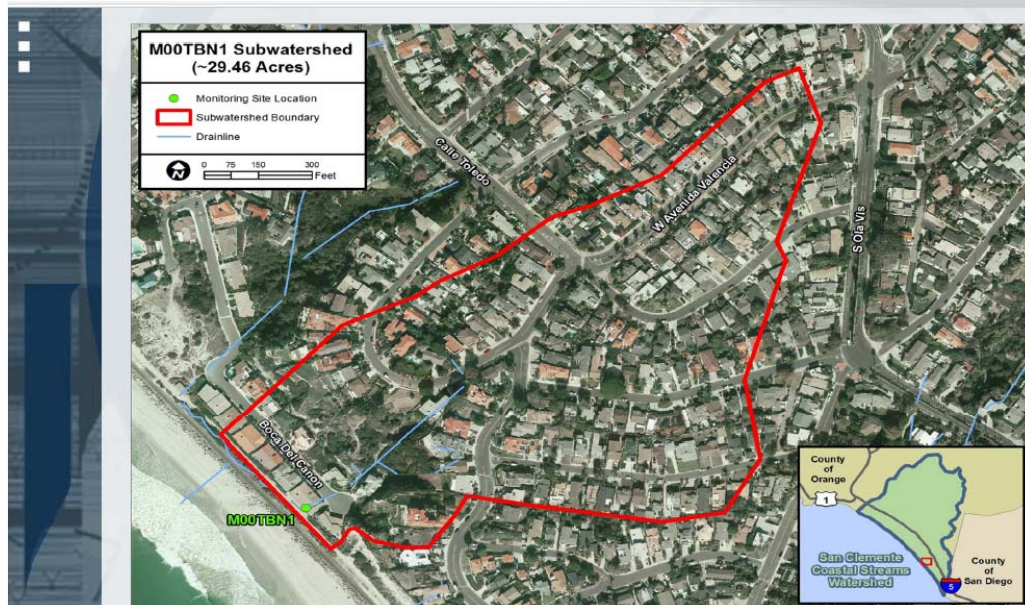 M00TBN1 Subwatershed
(~29.46 Acres)
Monitoring Site Location
Subwatershed Boundary
Drainline
N
0 75 150 300
Feet
Calle Toledo
W Avenida Valencia
S Ola Vis
Boca Del Canon
M00TBN1
County
of
Orange
1
San Clemente
Coastal Streams
Watershed
County
of
San Diego
5